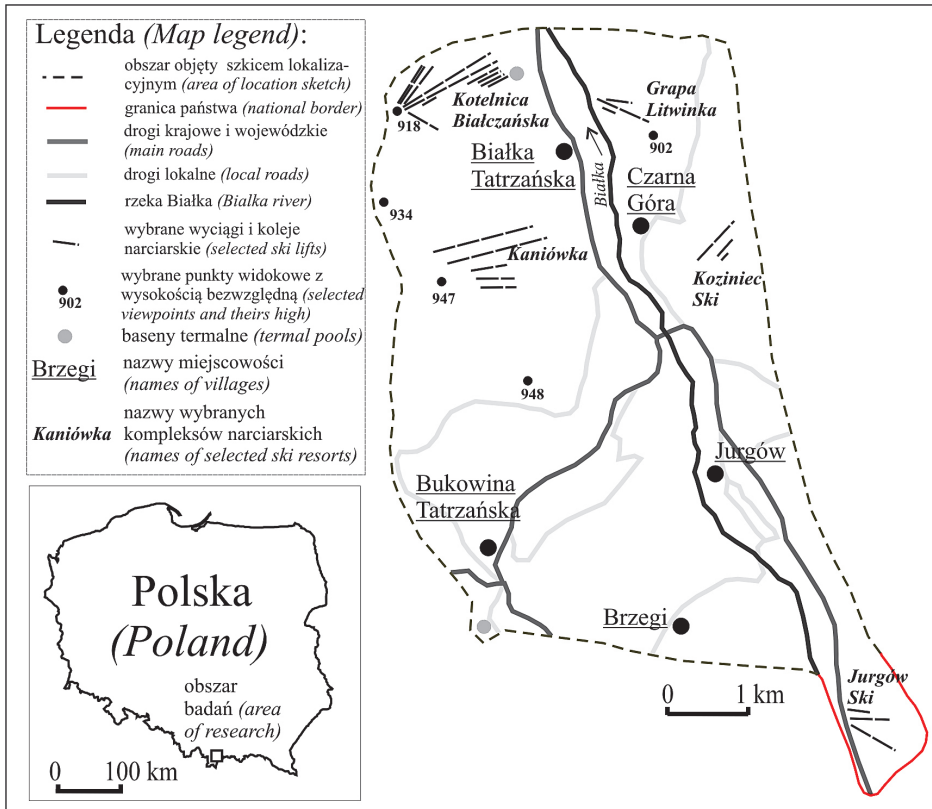 Legenda (Map legend):
obszar objęty szkicem lokaliza-
cyjnym (area of location sketch)
granica państwa (national border)
drogi krajowe i wojewódzkie
(main roads)
drogi lokalne (local roads)
rzeka Białka (Bialka river)
wybrane wyciągi i koleje
narciarskie (selected ski lifts)
902
wybrane punkty widokowe z
wysokością bezwzględną (selected
viewpoints and theirs high)
baseny termalne (termal pools)
Brzegi
nazwy miejscowości
(names of villages)
Kaniówka
nazwy wybranych
kompleksów narciarskich
(names of selected ski resorts)
Polska
(Poland)
obszar
badań (area
of research)
0 100 km
918
Kotelnica
Białczańska
Grapa
Litwinka
902
Białka
Tatrzańska
Białka
Czarna
Góra
934
Kaniówka
947
Koziniec
Ski
948
Jurgów
Bukowina
Tatrzańska
Brzegi
0 1 km
Jurgów
Ski